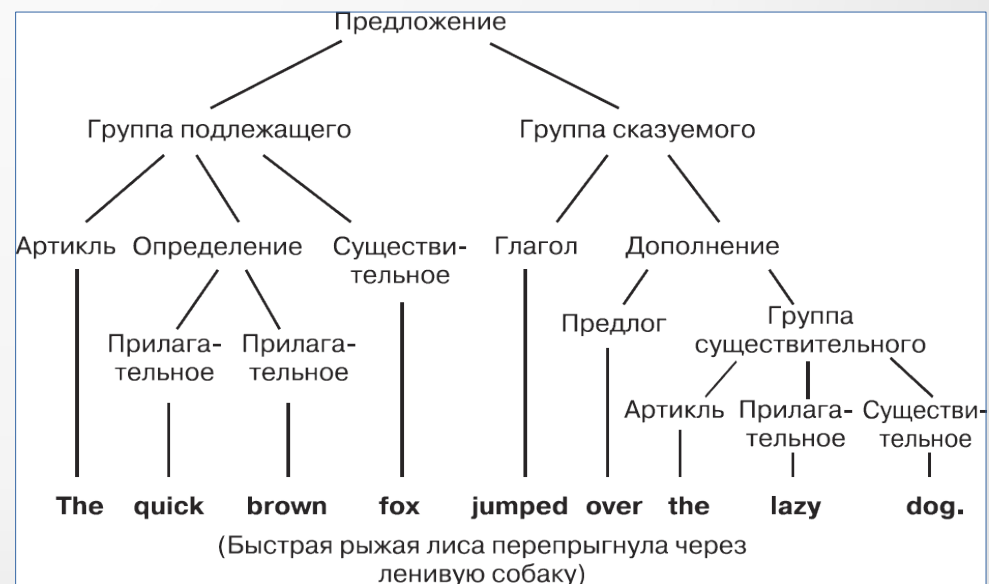 Предложение
Группа подлежащего Группа сказуемого
Артикль Определение Существи- Глагол Дополнение
тельное
Предлог Группа
существительного
Прилага- Прилага-
тельное тельное
Артикль Прилага- Существи-
тельное тельное
The quick brown fox jumped over the lazy dog.
(Быстрая рыжая лиса перепрыгнула через
ленивую собаку)